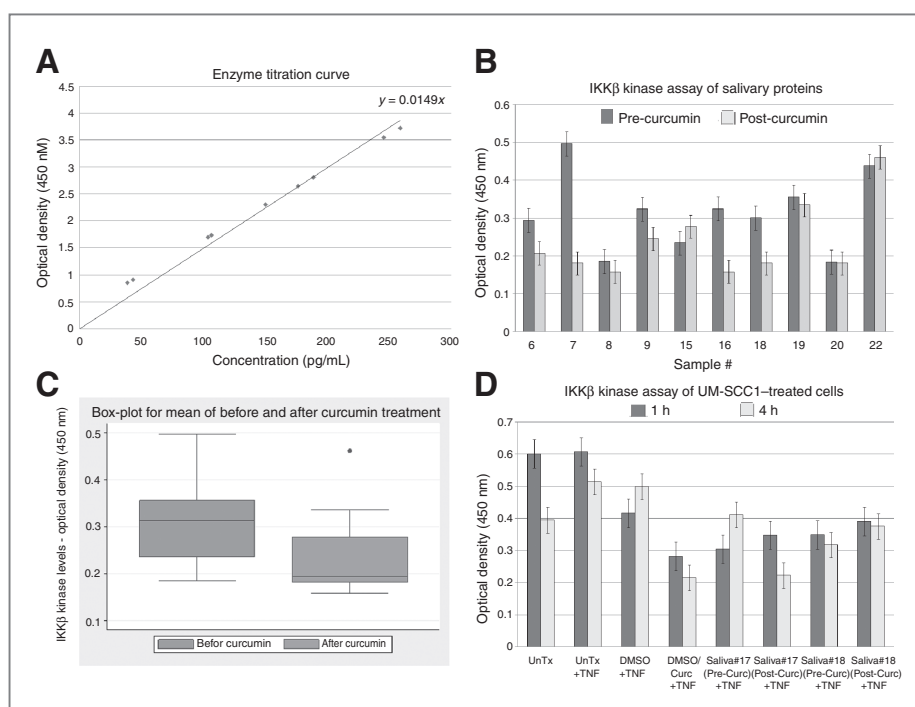 A
Enzyme titration curve
y = 0.0149x
Optical density (450 nM)
4.5
4
3.5
3
2.5
2
1.5
1
0.5
0
0 50 100 150 200 250 300
Concentration (pg/mL)
B
IKKβ kinase assay of salivary proteins
Pre-curcumin Post-curcumin
Optical density (450 nm)
0.6
0.5
0.4
0.3
0.2
0.1
0
6 7 8 9 15 16 18 19 20 22
Sample #
C
Box-plot for mean of before and after curcumin treatment
IKKβ kinase levels - optical density (450 nm)
0.5
0.4
0.3
0.2
0.1
Befor curcumin After curcumin
D
IKKβ kinase assay of UM-SCC1–treated cells
1 h 4 h
Optical density (450 nm)
0.7
0.6
0.5
0.4
0.3
0.2
0.1
0
UnTx UnTx DMSO DMSO/ Saliva#17 Saliva#17 Saliva#18 Saliva#18
+TNF +TNF Curc (Pre-Curc) (Post-Curc) (Pre-Curc) (Post-Curc)
+TNF +TNF +TNF +TNF +TNF